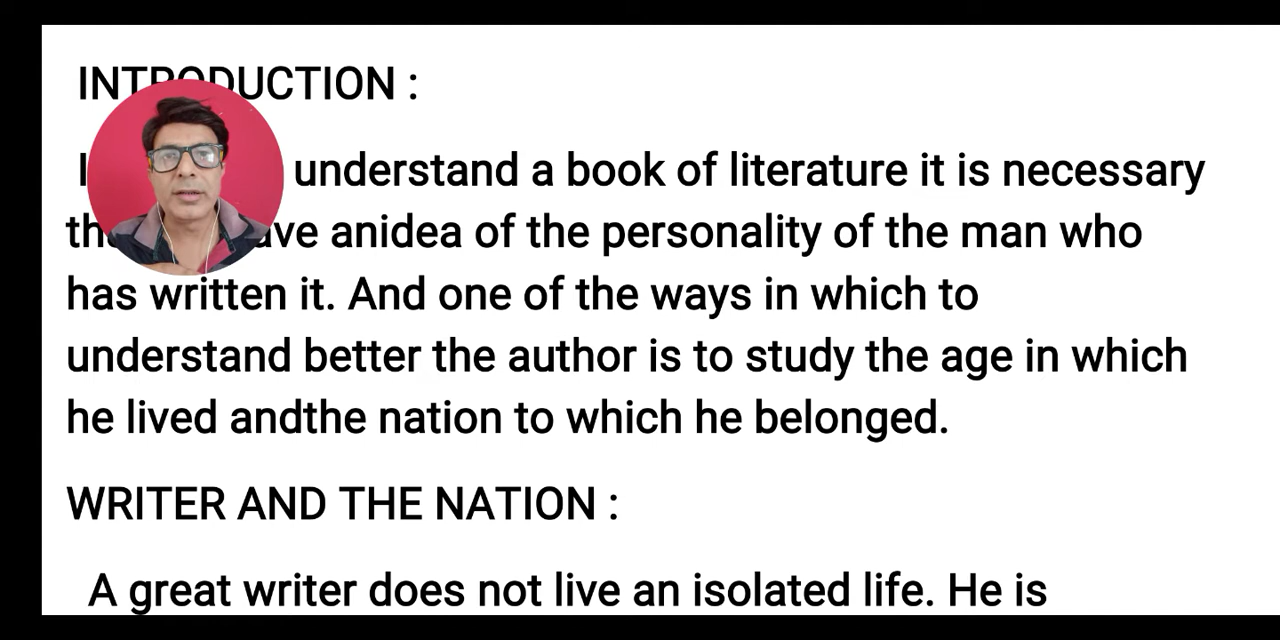 INTRODUCTION :
understand a book of literature it is necessary
anidea of the personality of the man who
has written it. And one of the ways in which to
understand better the author is to study the age in which
he lived andthe nation to which he belonged.
WRITER AND THE NATION :
A great writer does not live an isolated life. He is